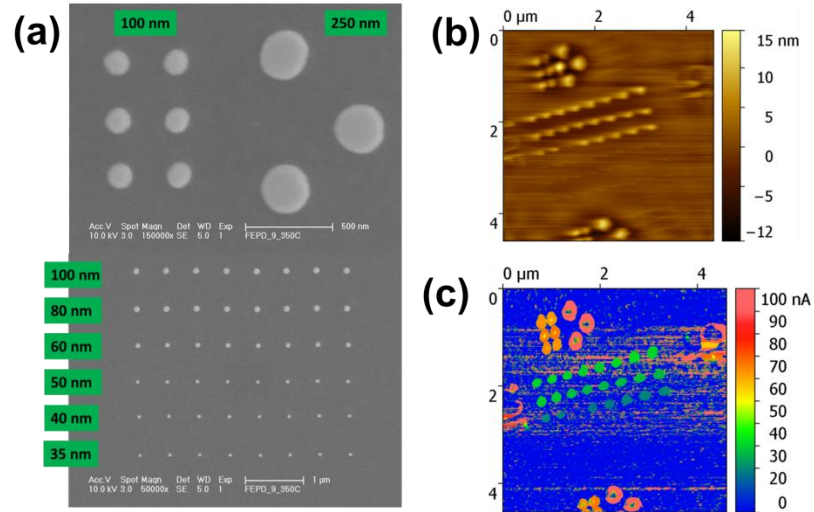 (a)
100 nm
250 nm
Acc.V Spot Magn Det WD Exp
10.0 kV 3.0 150000x SE 5.0 1
500 nm
FEPD_9_350C
100 nm
80 nm
60 nm
50 nm
40 nm
35 nm
Acc.V Spot Magn Det WD Exp
10.0 kV 3.0 50000x SE 5.0 1
1 µm
FEPD_9_350C
(b)
0 µm 2 4
0
2
4
15 nm
10
5
0
−5
−12
(c)
0 µm 2 4
0
2
4
100 nA
90
80
70
60
50
40
30
20
0